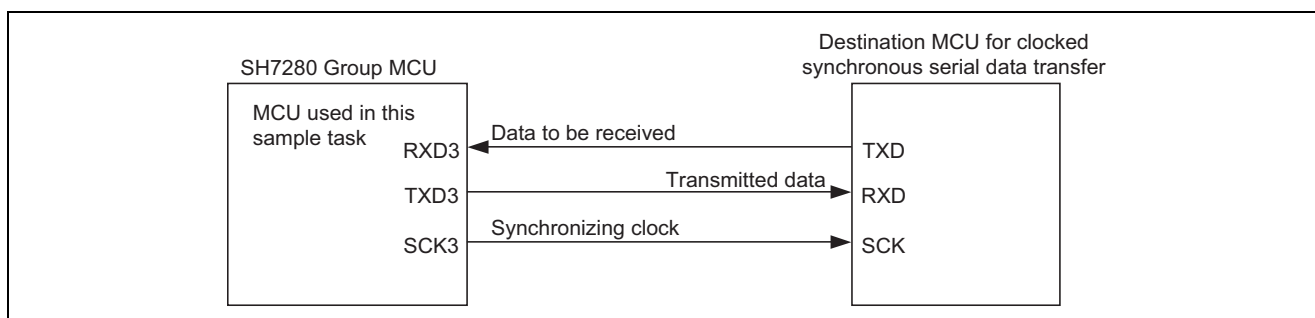 SH7280 Group MCU
Destination MCU for clocked
synchronous serial data transfer
MCU used in this
sample task
RXD3
Data to be received
TXD
TXD3
Transmitted data
RXD
SCK3
Synchronizing clock
SCK